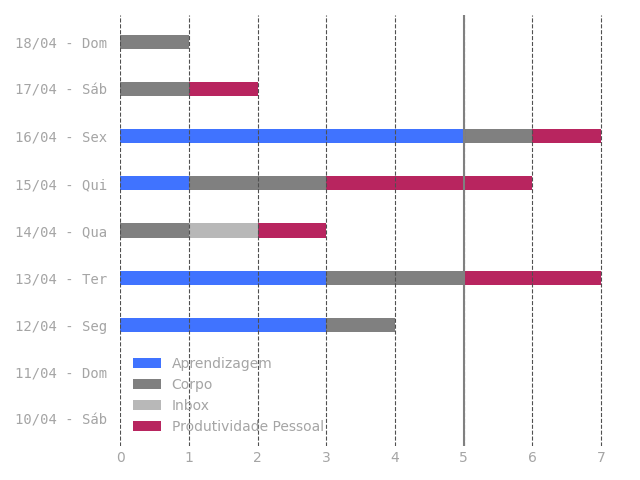 18/04 - Dom
17/04 - Sáb
16/04 - Sex
15/04 - Qui
14/04 - Qua
13/04 - Ter
12/04 - Seg
11/04 - Dom
10/04 - Sáb
Aprendizagem
Corpo
Inbox
Produtividade Pessoal
0 1 2 3 4 5 6 7